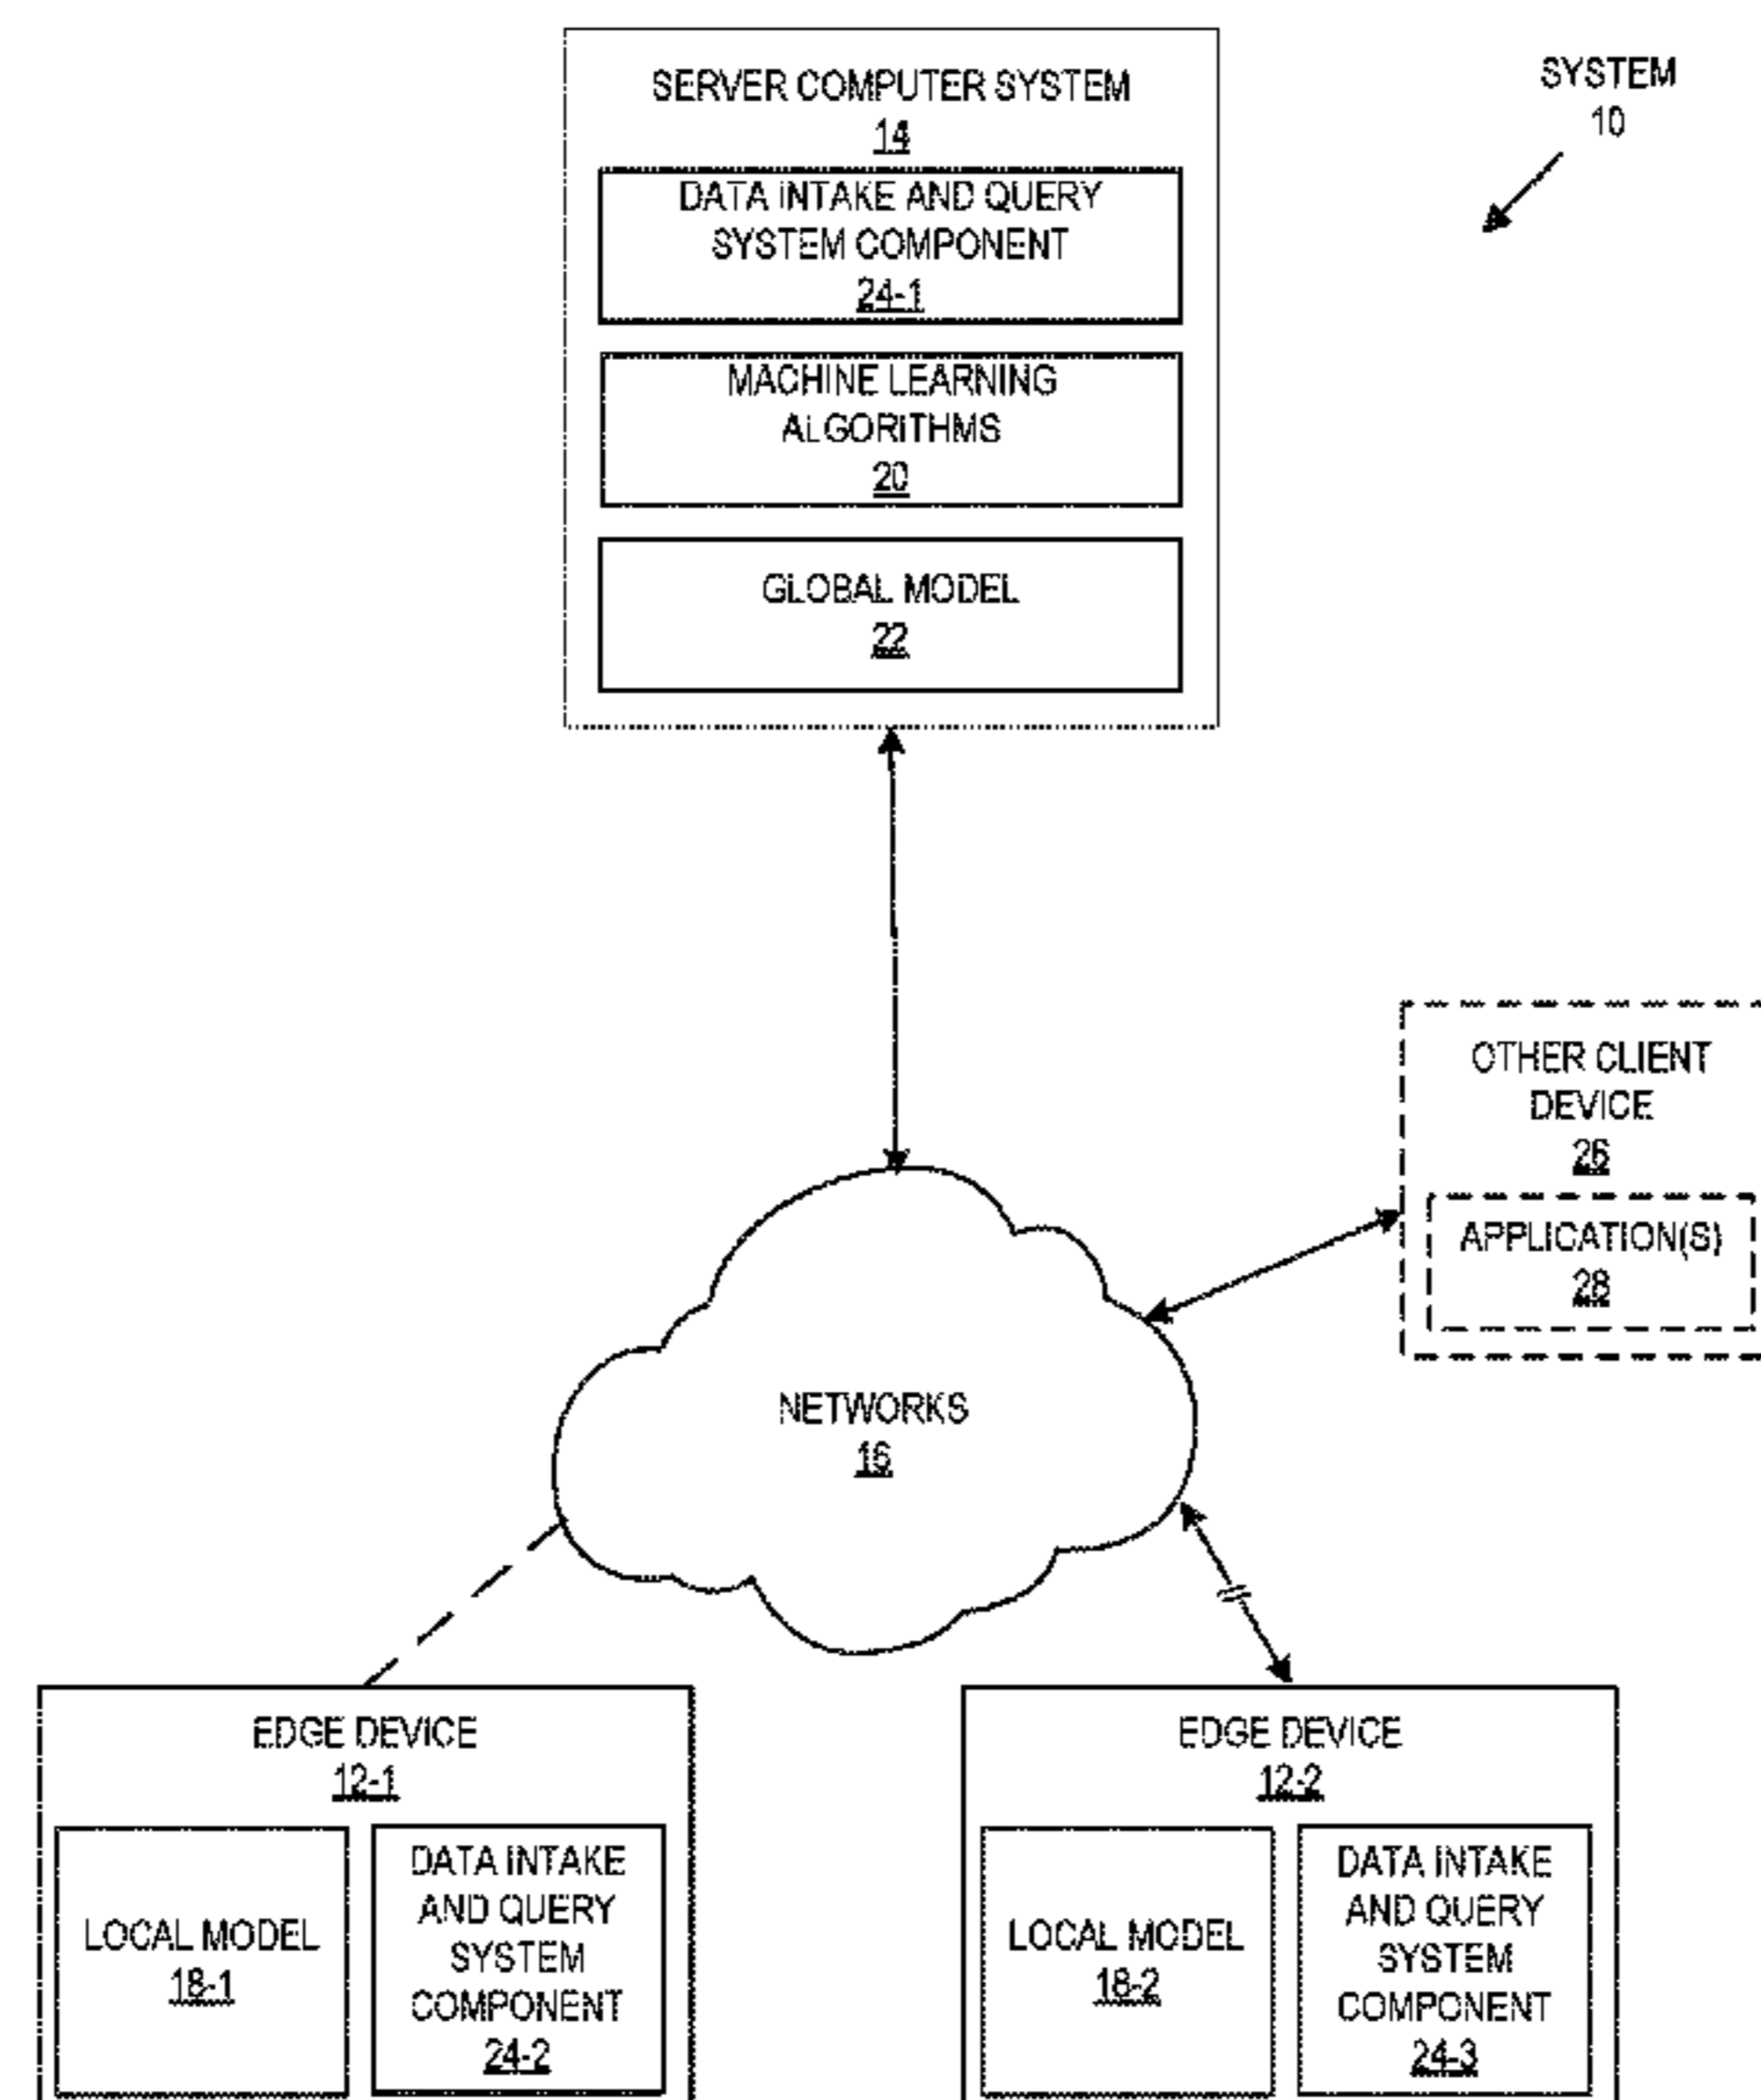 SERVER COMPUTER SYSTEM
14
SYSTEM
10
DATA INTAKE AND QUERY
SYSTEM COMPONENT
24-1
MACHINE LEARNING
ALGORITHMS
20
GLOBAL MODEL
22
OTHER CLIENT
DEVICE
26
APPLICATION(S)
28
NETWORKS
16
EDGE DEVICE
12-1
LOCAL MODEL
18-1
DATA INTAKE
AND QUERY
SYSTEM
COMPONENT
24-2
EDGE DEVICE
12-2
LOCAL MODEL
18-2
DATA INTAKE
AND QUERY
SYSTEM
COMPONENT
24-3